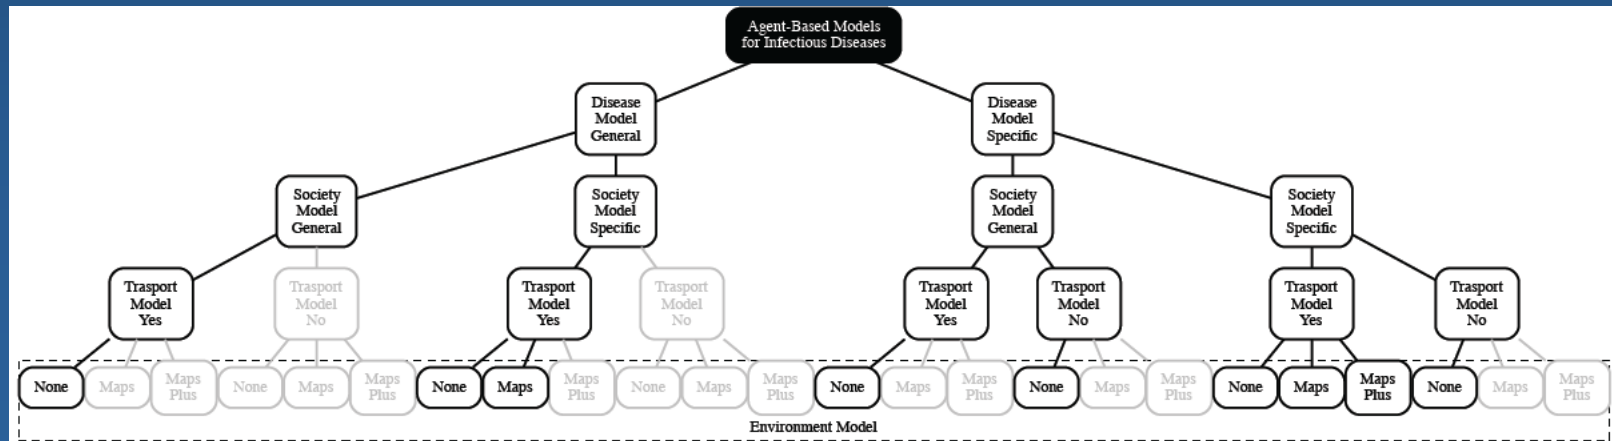 Agent-Based Models
for Infectious Diseases
Disease
Model
General
Disease
Model
Specific
Society
Model
General
Society
Model
Specific
Society
Model
General
Society
Model
Specific
Trasport
Model
Yes
Trasport
Model
No
Trasport
Model
Yes
Trasport
Model
No
Trasport
Model
Yes
Trasport
Model
No
Trasport
Model
Yes
Trasport
Model
No
None
Maps
Maps
Plus
None
Maps
Maps
Plus
None
Maps
Maps
Plus
None
Maps
Maps
Plus
None
Maps
Maps
Plus
None
Maps
Maps
Plus
None
Maps
Maps
Plus
None
Maps
Maps
Plus
Environment Model